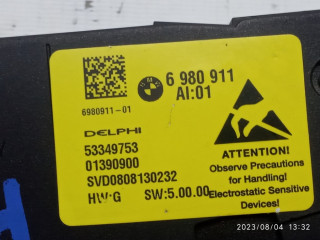 6 980 911
AI:01
6980911-01
DELPHI
53349753
01390900
SVD0808130232
HW:G SW:5.00.00
ATTENTION!
Observe Precautions
for Handling!
Electrostatic Sensitive
Devices!
2023/08/04 13:32